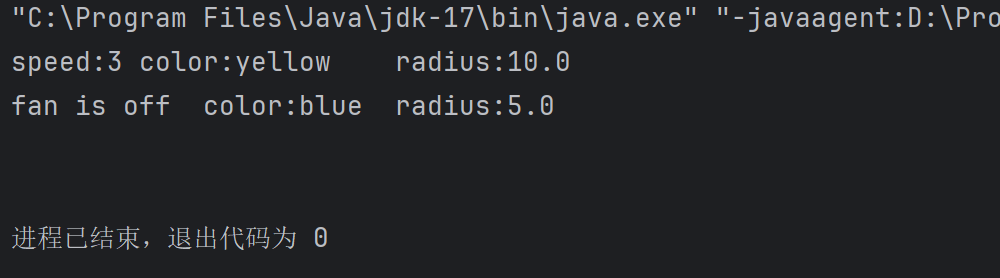 "C:\Program Files\Java\jdk-17\bin\java.exe" "-javaagent:D:\Pro
speed:3 color:yellow    radius:10.0
fan is off  color:blue  radius:5.0
进程已结束，退出代码为 0